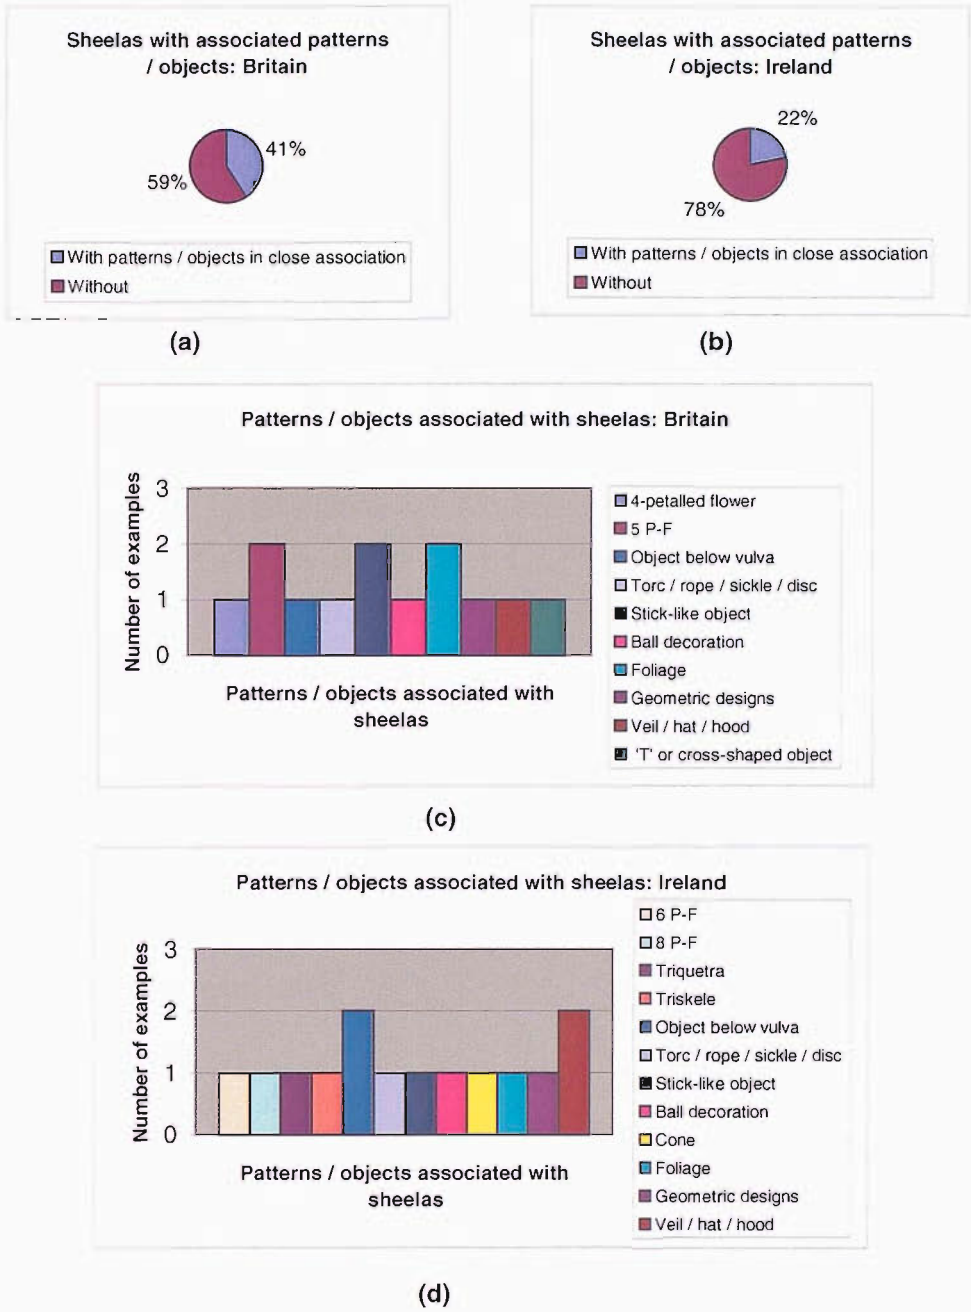 Sheelas with associated patterns
/ objects: Britain
41%
59%
With patterns / objects in close association
Without
(a)
Sheelas with associated patterns
/ objects: Ireland
22%
78%
With patterns / objects in close association
Without
(b)
Patterns / objects associated with sheelas: Britain
Number of examples
3
2
1
0
Patterns / objects associated with
sheelas
4-petalled flower
5 P-F
Object below vulva
Torc / rope / sickle / disc
Stick-like object
Ball decoration
Foliage
Geometric designs
Veil / hat / hood
'T' or cross-shaped object
(c)
Patterns / objects associated with sheelas: Ireland
Number of examples
3
2
1
0
Patterns / objects associated with
sheelas
6 P-F
8 P-F
Triquetra
Triskele
Object below vulva
Torc / rope / sickle / disc
Stick-like object
Ball decoration
Cone
Foliage
Geometric designs
Veil / hat / hood
(d)